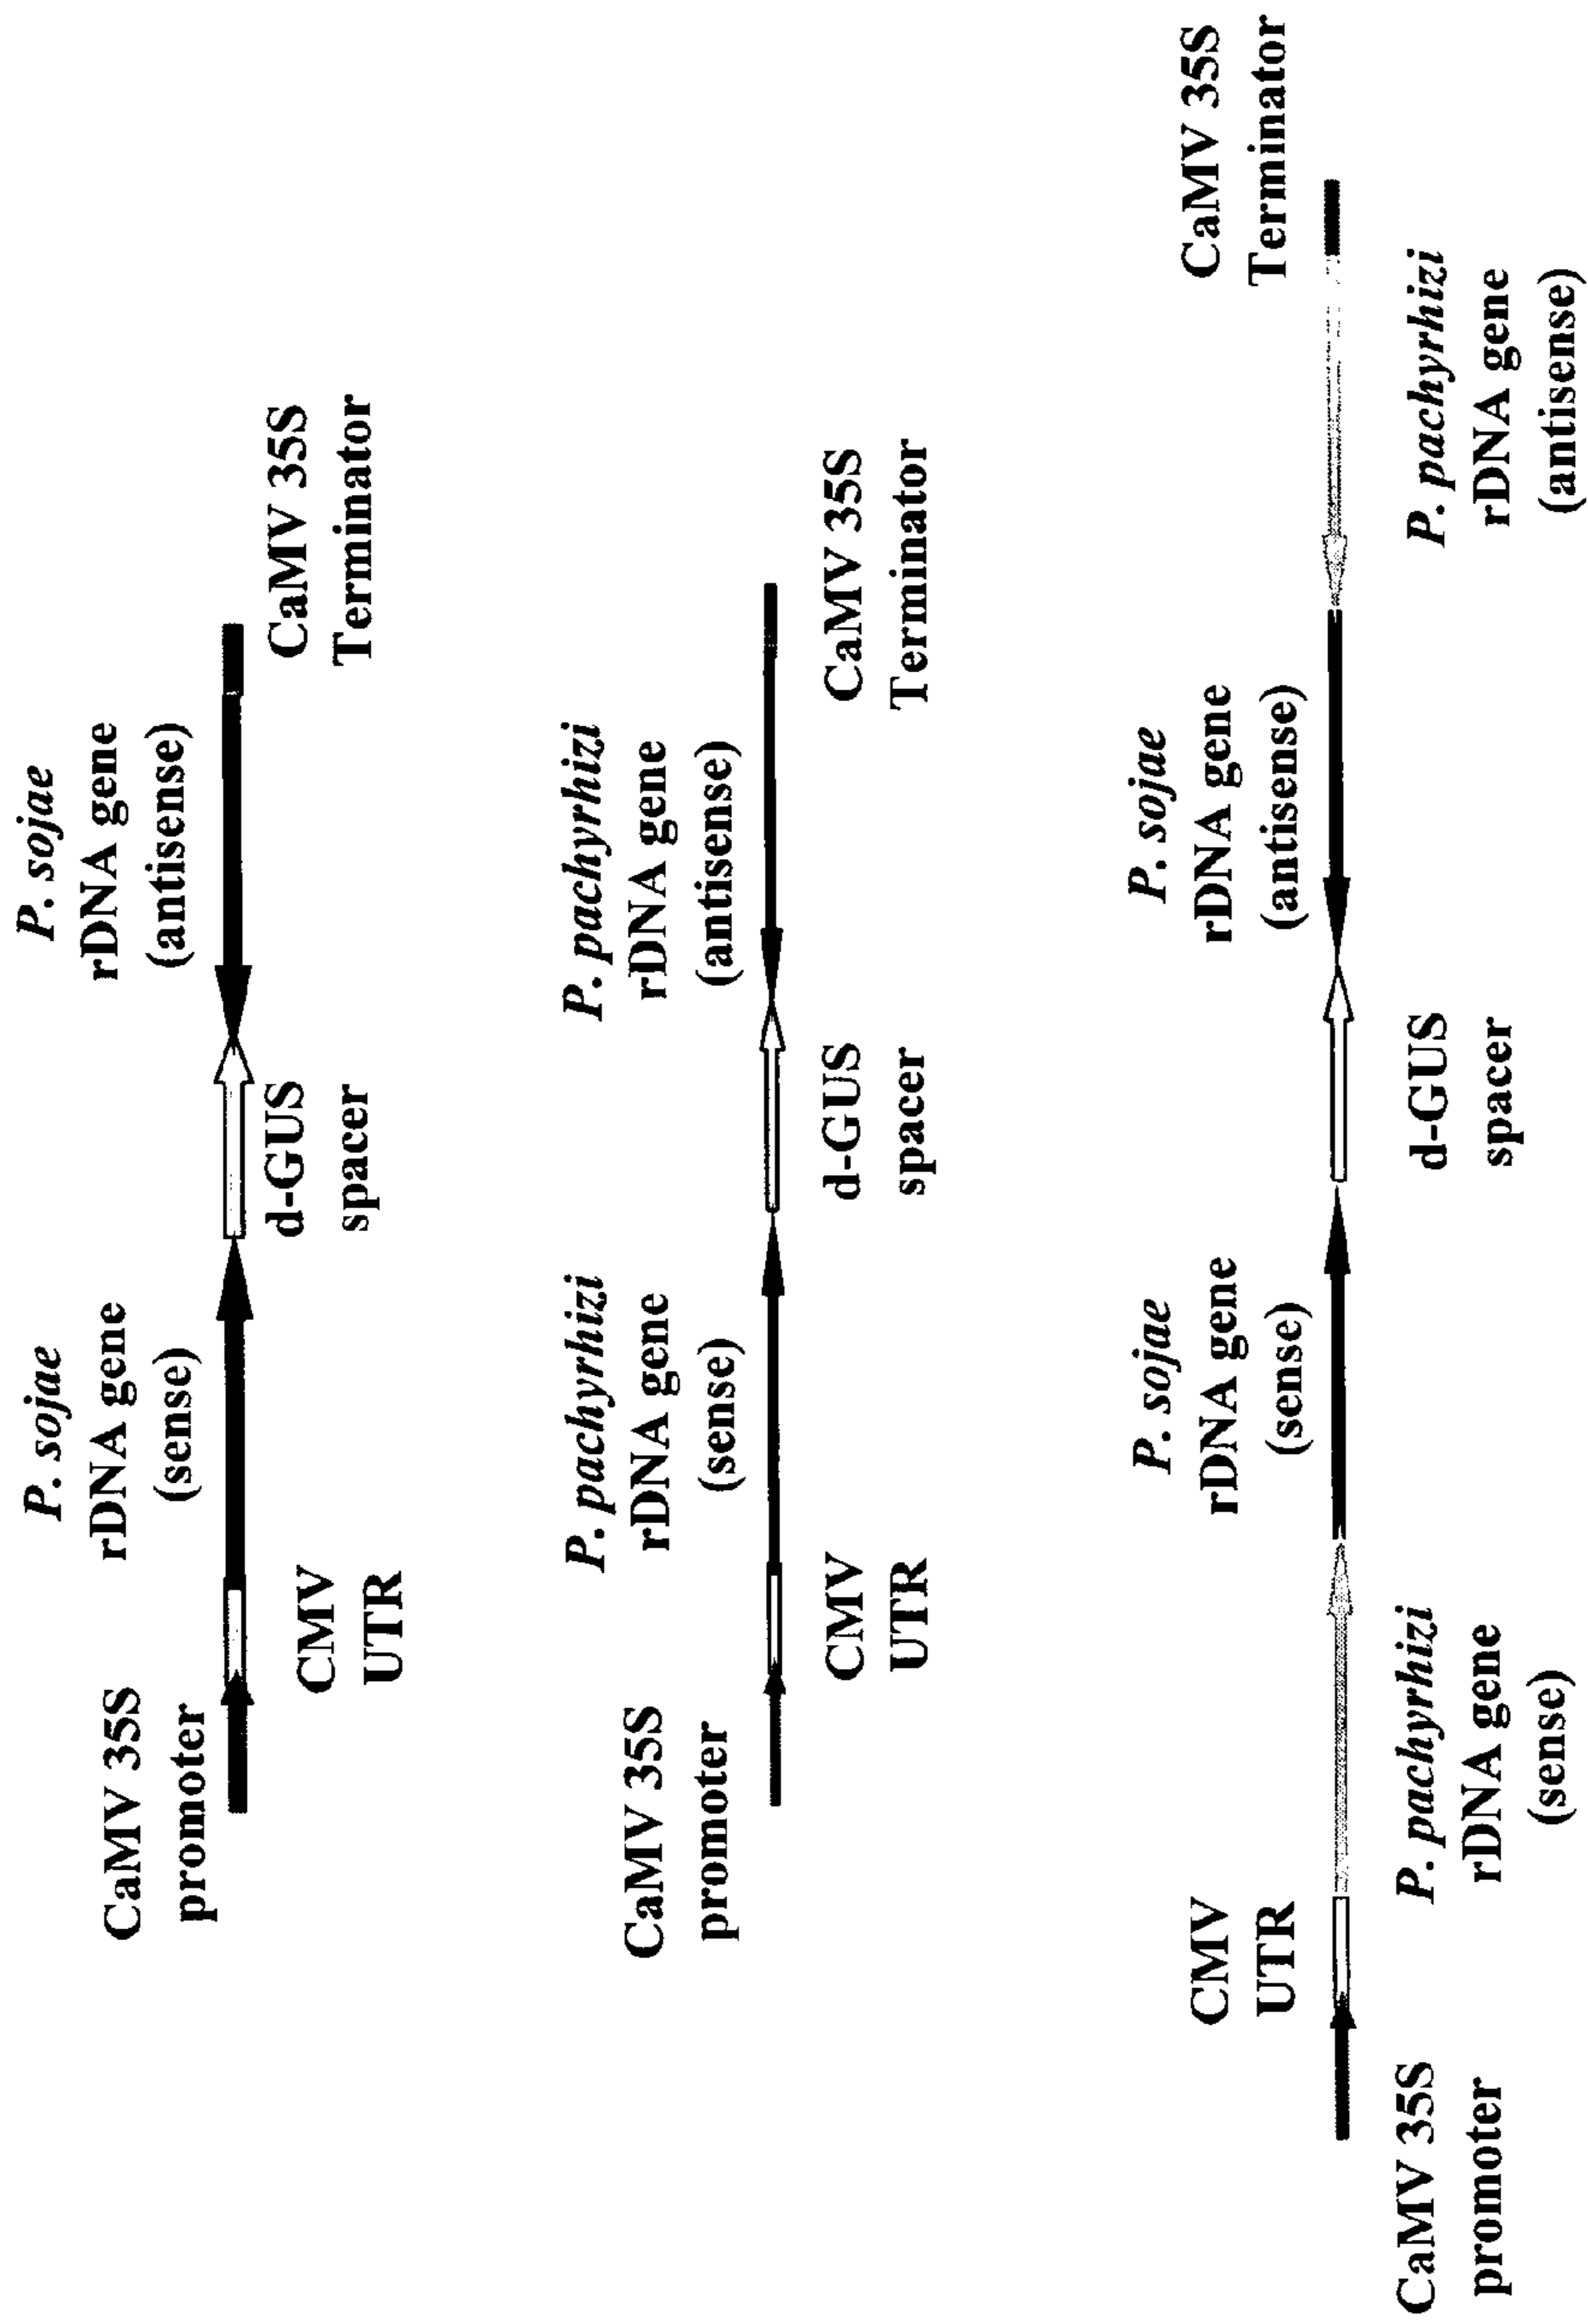 CaMV 35S
promoter
CMV
UTR
P. sojae
rDNA gene
(sense)
d-GUS
spacer
P. sojae
rDNA gene
(antisense)
CaMV 35S
Terminator
CaMV 35S
promoter
CMV
UTR
P. pachyrhizi
rDNA gene
(sense)
d-GUS
spacer
P. pachyrhizi
rDNA gene
(antisense)
CaMV 35S
Terminator
CaMV 35S
promoter
CMV
UTR
P. pachyrhizi
rDNA gene
(sense)
P. sojae
rDNA gene
(sense)
d-GUS
spacer
P. sojae
rDNA gene
(antisense)
P. pachyrhizi
rDNA gene
(antisense)
CaMV 35S
Terminator